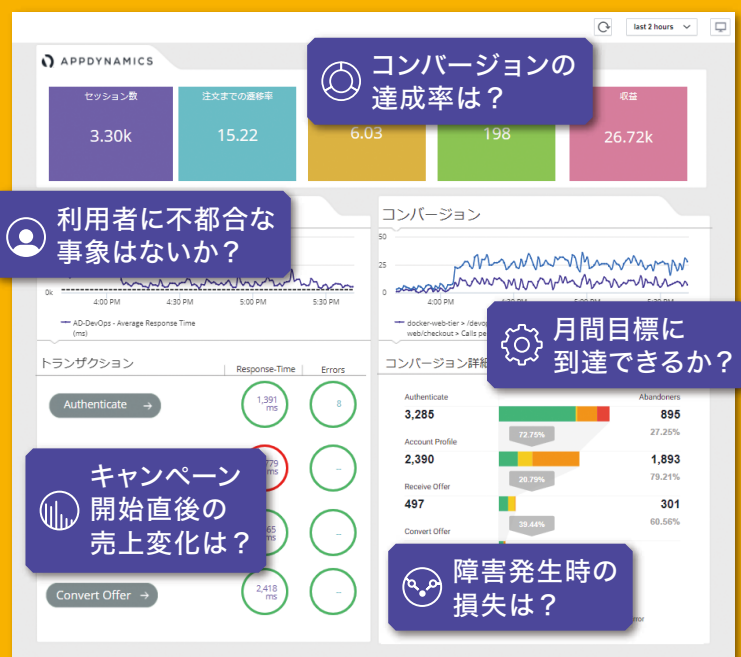 last 2 hours
APPDYNAMICS
コンバージョンの
達成率は？
セッション数
注文までの遷移率
収益
3.30k
15.22
6.03
198
26.72k
利用者に不都合な
事象はないか？
コンバージョン
50
25
0
0k
4:00 PM
4:30 PM
5:00 PM
5:30 PM
4:00 PM
AD-DevOps - Average Response Time
(ms)
docker-web-tier > /devop
web/checkout > Calls pe
月間目標に
到達できるか？
トランザクション
Response-Time
Errors
Authenticate →
1,391
ms
8
779
ms
–
キャンペーン
開始直後の
売上変化は？
65
ms
–
Convert Offer →
2,418
ms
–
コンバージョン詳細
Authenticate
Abandoners
3,285
895
72.75%
27.25%
Account Profile
2,390
1,893
20.79%
79.21%
Receive Offer
497
301
39.44%
60.56%
Convert Offer
障害発生時の
損失は？